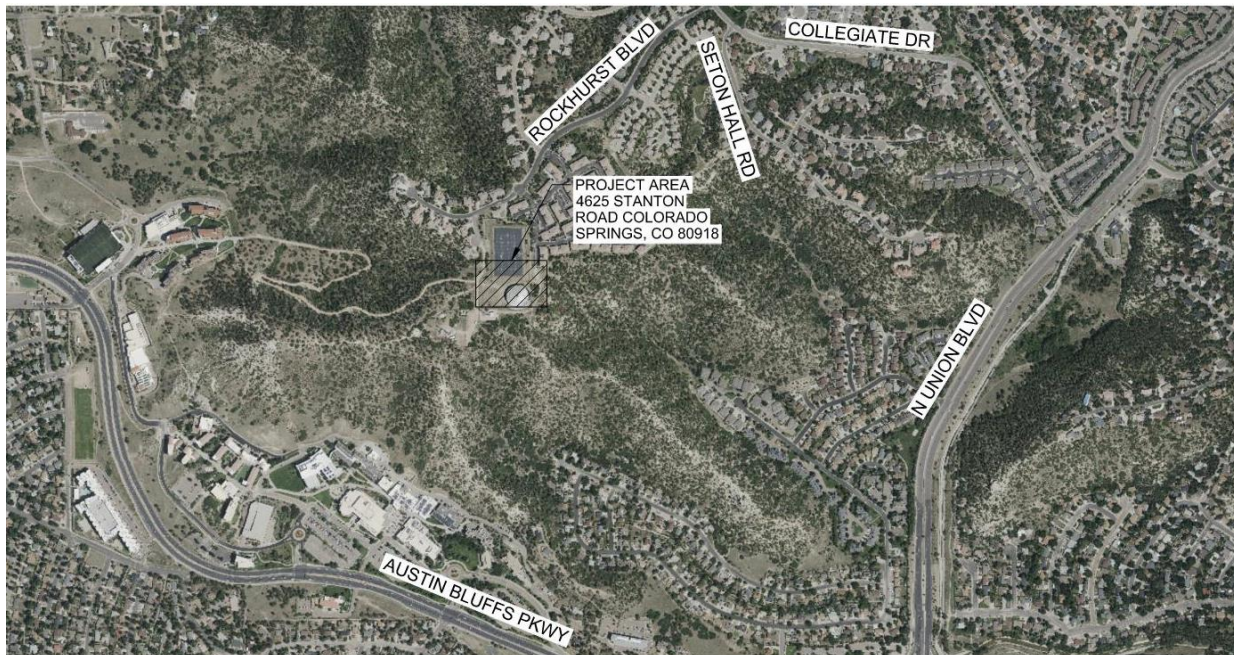 COLLEGIATE DR
ROCKHURST BLVD
SETON HALL RD
PROJECT AREA
4625 STANTON
ROAD COLORADO
SPRINGS, CO 80918
N UNION BLVD
AUSTIN BLUFFS PKWY